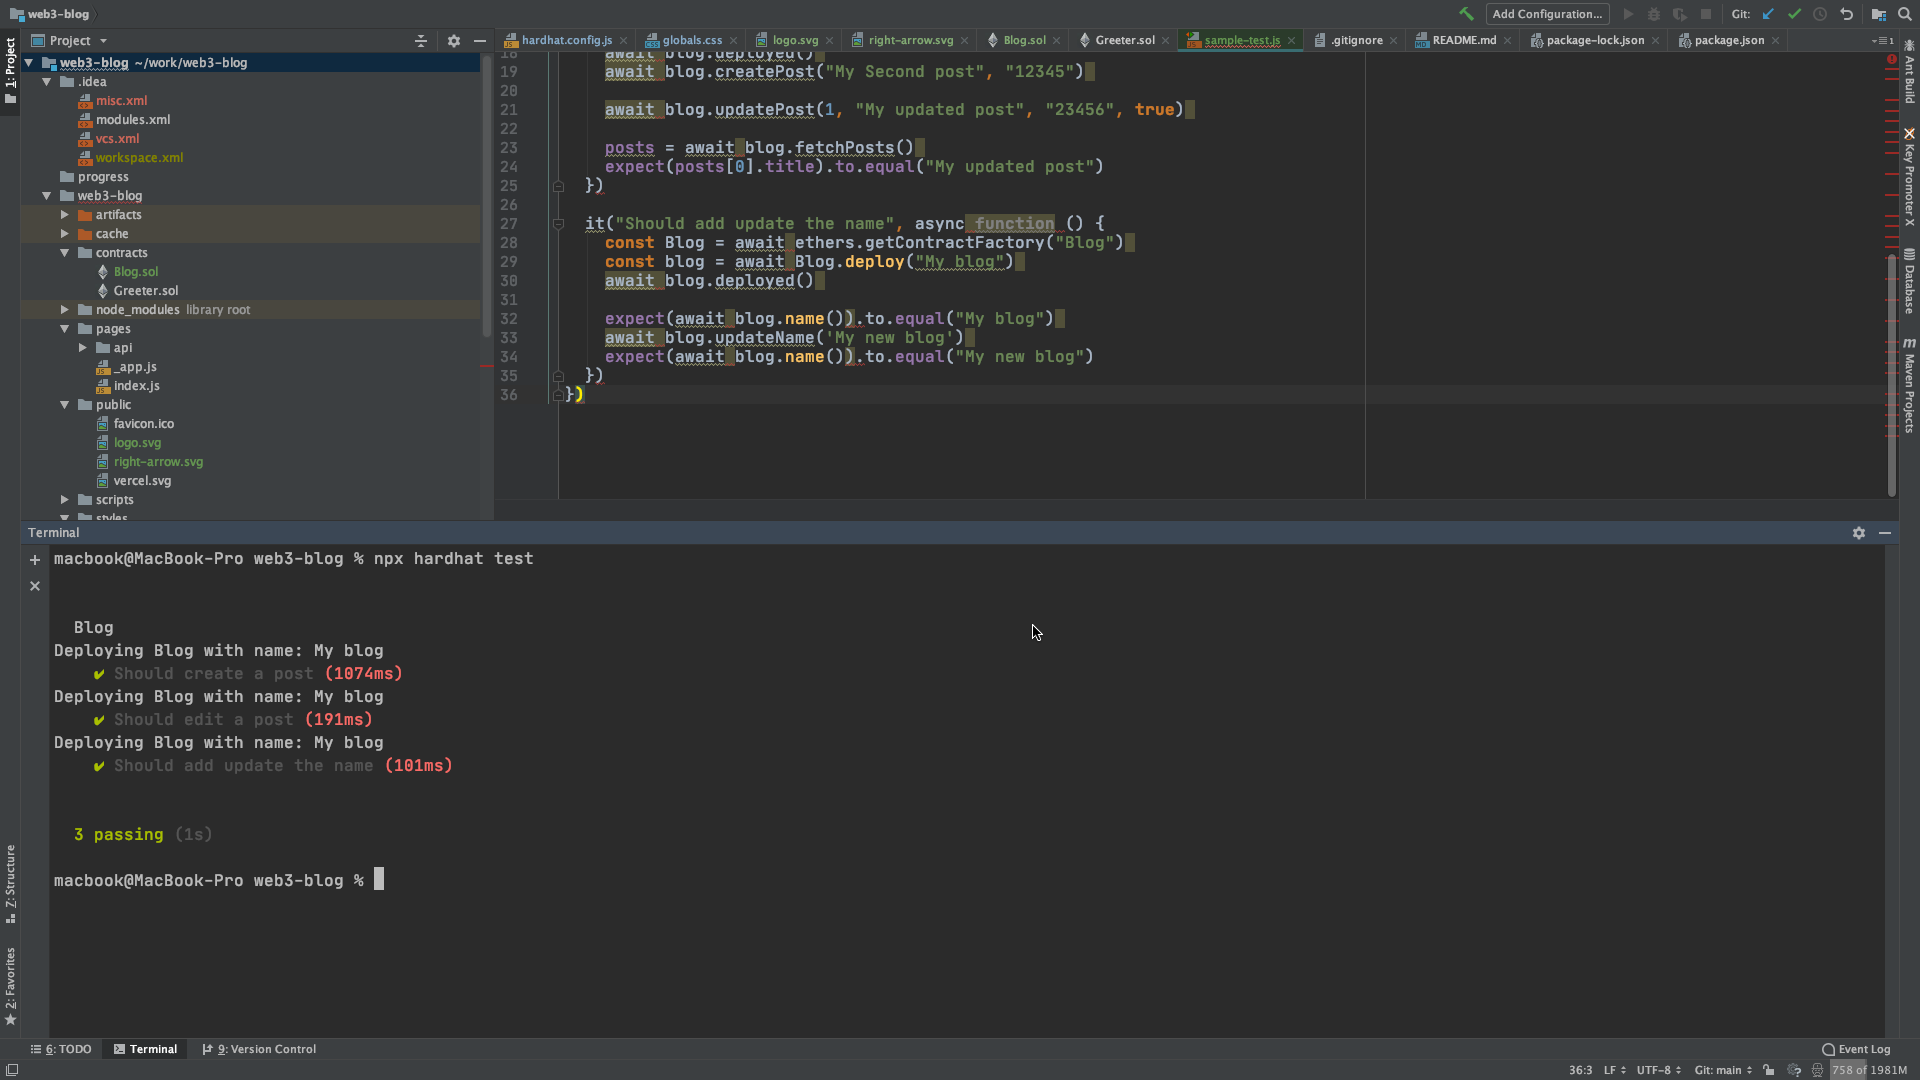 web3-blog
Add Configuration...
Git:
1: Project
Project
hardhat.config.js
globals.css
logo.svg
right-arrow.svg
Blog.sol
Greeter.sol
sample-test.js
.gitignore
README.md
package-lock.json
package.json
1
web3-blog ~/work/web3-blog
.idea
misc.xml
modules.xml
vcs.xml
workspace.xml
progress
web3-blog
artifacts
cache
contracts
Blog.sol
Greeter.sol
node_modules library root
pages
api
_app.js
index.js
public
favicon.ico
logo.svg
right-arrow.svg
vercel.svg
scripts
styles
18 await blog.deployed()
19 await blog.createPost("My Second post", "12345")
20
21 await blog.updatePost(1, "My updated post", "23456", true)
22
23 posts = await blog.fetchPosts()
24 expect(posts[0].title).to.equal("My updated post")
25 })
26
27 it("Should add update the name", async function () {
28 const Blog = await ethers.getContractFactory("Blog")
29 const blog = await Blog.deploy("My blog")
30 await blog.deployed()
31
32 expect(await blog.name()).to.equal("My blog")
33 await blog.updateName('My new blog')
34 expect(await blog.name()).to.equal("My new blog")
35 })
36 })
Ant Build
Key Promoter X
Database
Maven Projects
Terminal
macbook@MacBook-Pro web3-blog % npx hardhat test
Blog
Deploying Blog with name: My blog
✔ Should create a post (1074ms)
Deploying Blog with name: My blog
✔ Should edit a post (191ms)
Deploying Blog with name: My blog
✔ Should add update the name (101ms)
3 passing (1s)
macbook@MacBook-Pro web3-blog %
7: Structure
2: Favorites
6: TODO
Terminal
9: Version Control
Event Log
36:3 LF UTF-8 Git: main 758 of 1981M